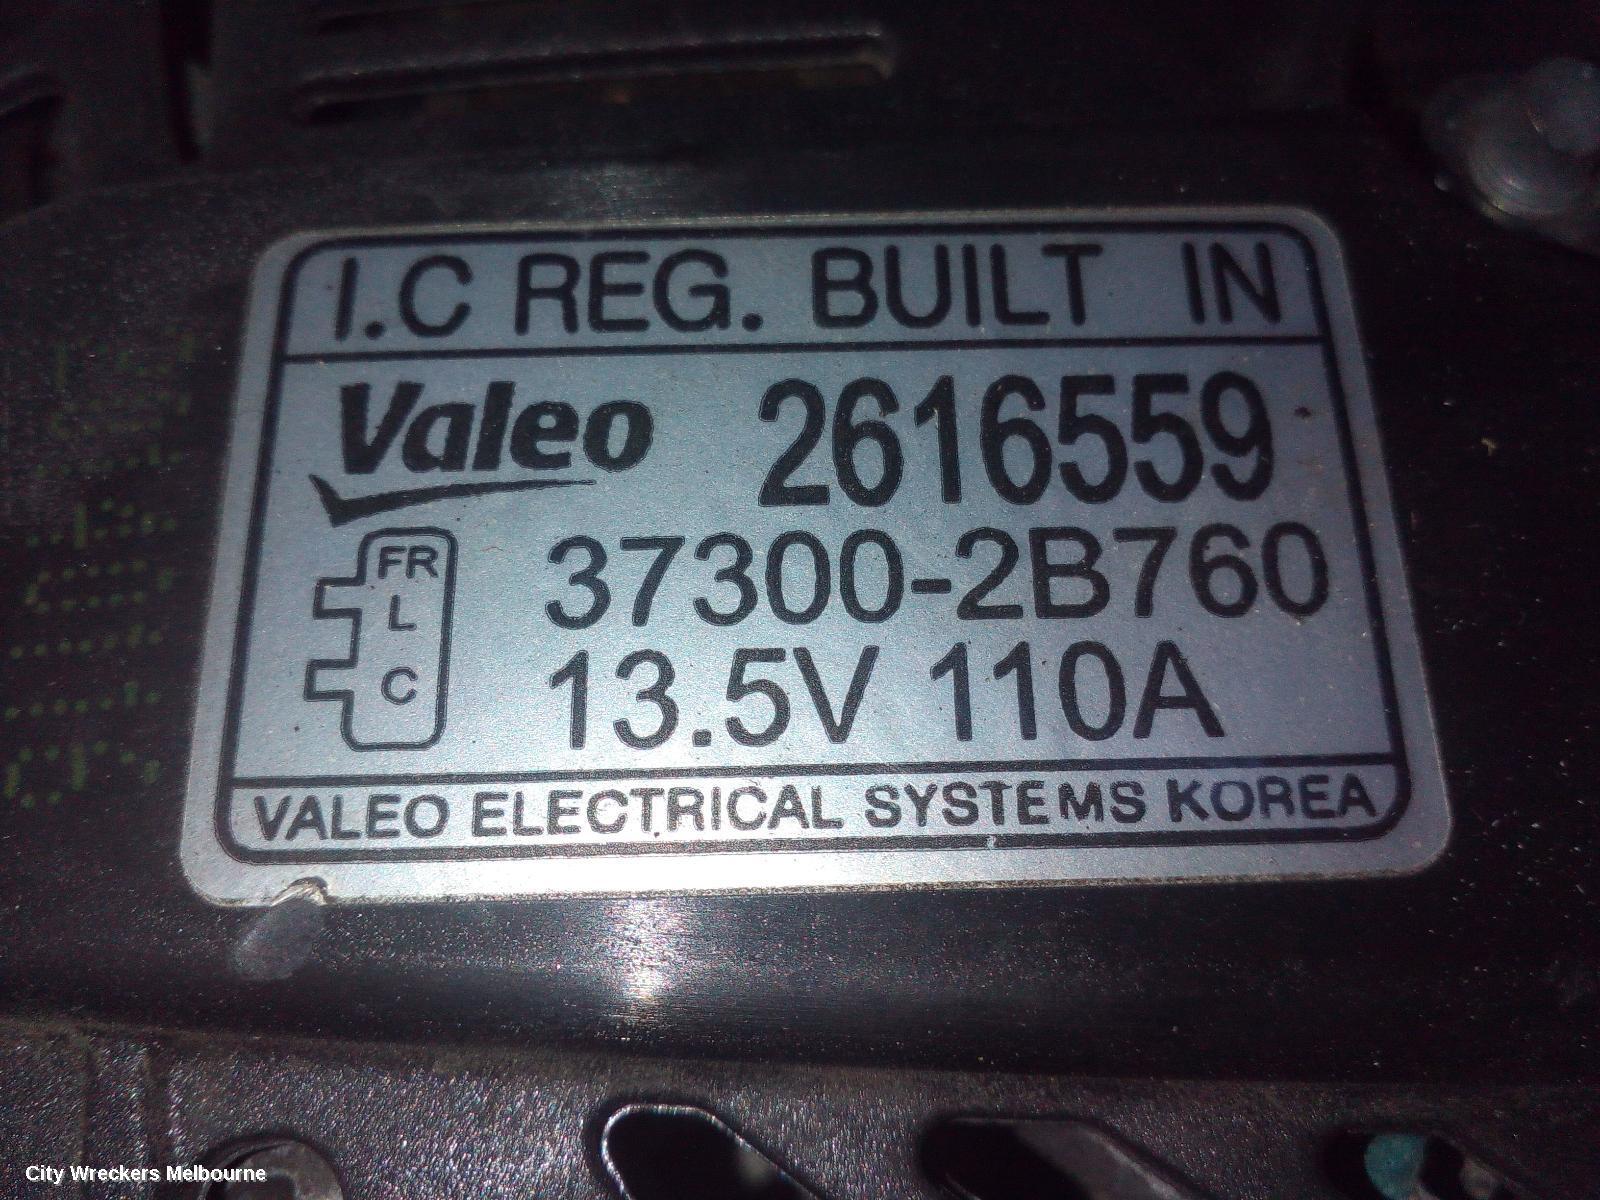 I.C REG. BUILT IN
Valeo 2616559
FR
L
C
37300-2B760
13.5V 110A
VALEO ELECTRICAL SYSTEMS KOREA
City Wreckers Melbourne